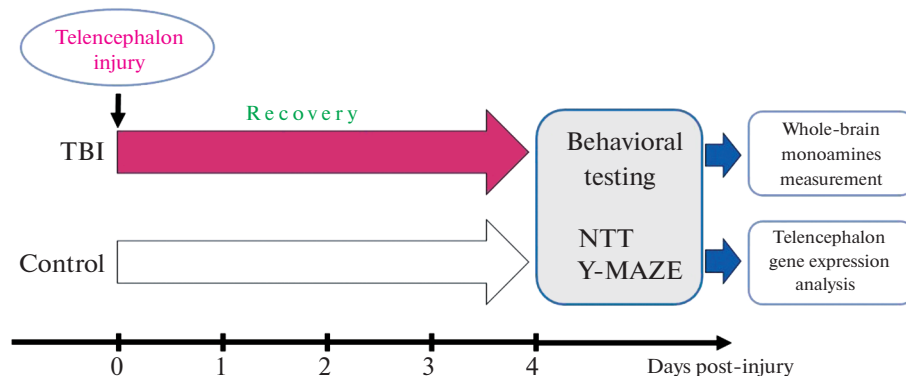 Telencephalon
injury
Recovery
TBI
Control
Behavioral
testing
NTT
Y-MAZE
Whole-brain
monoamines
measurement
Telencephalon
gene expression
analysis
0 1 2 3 4 Days post-injury